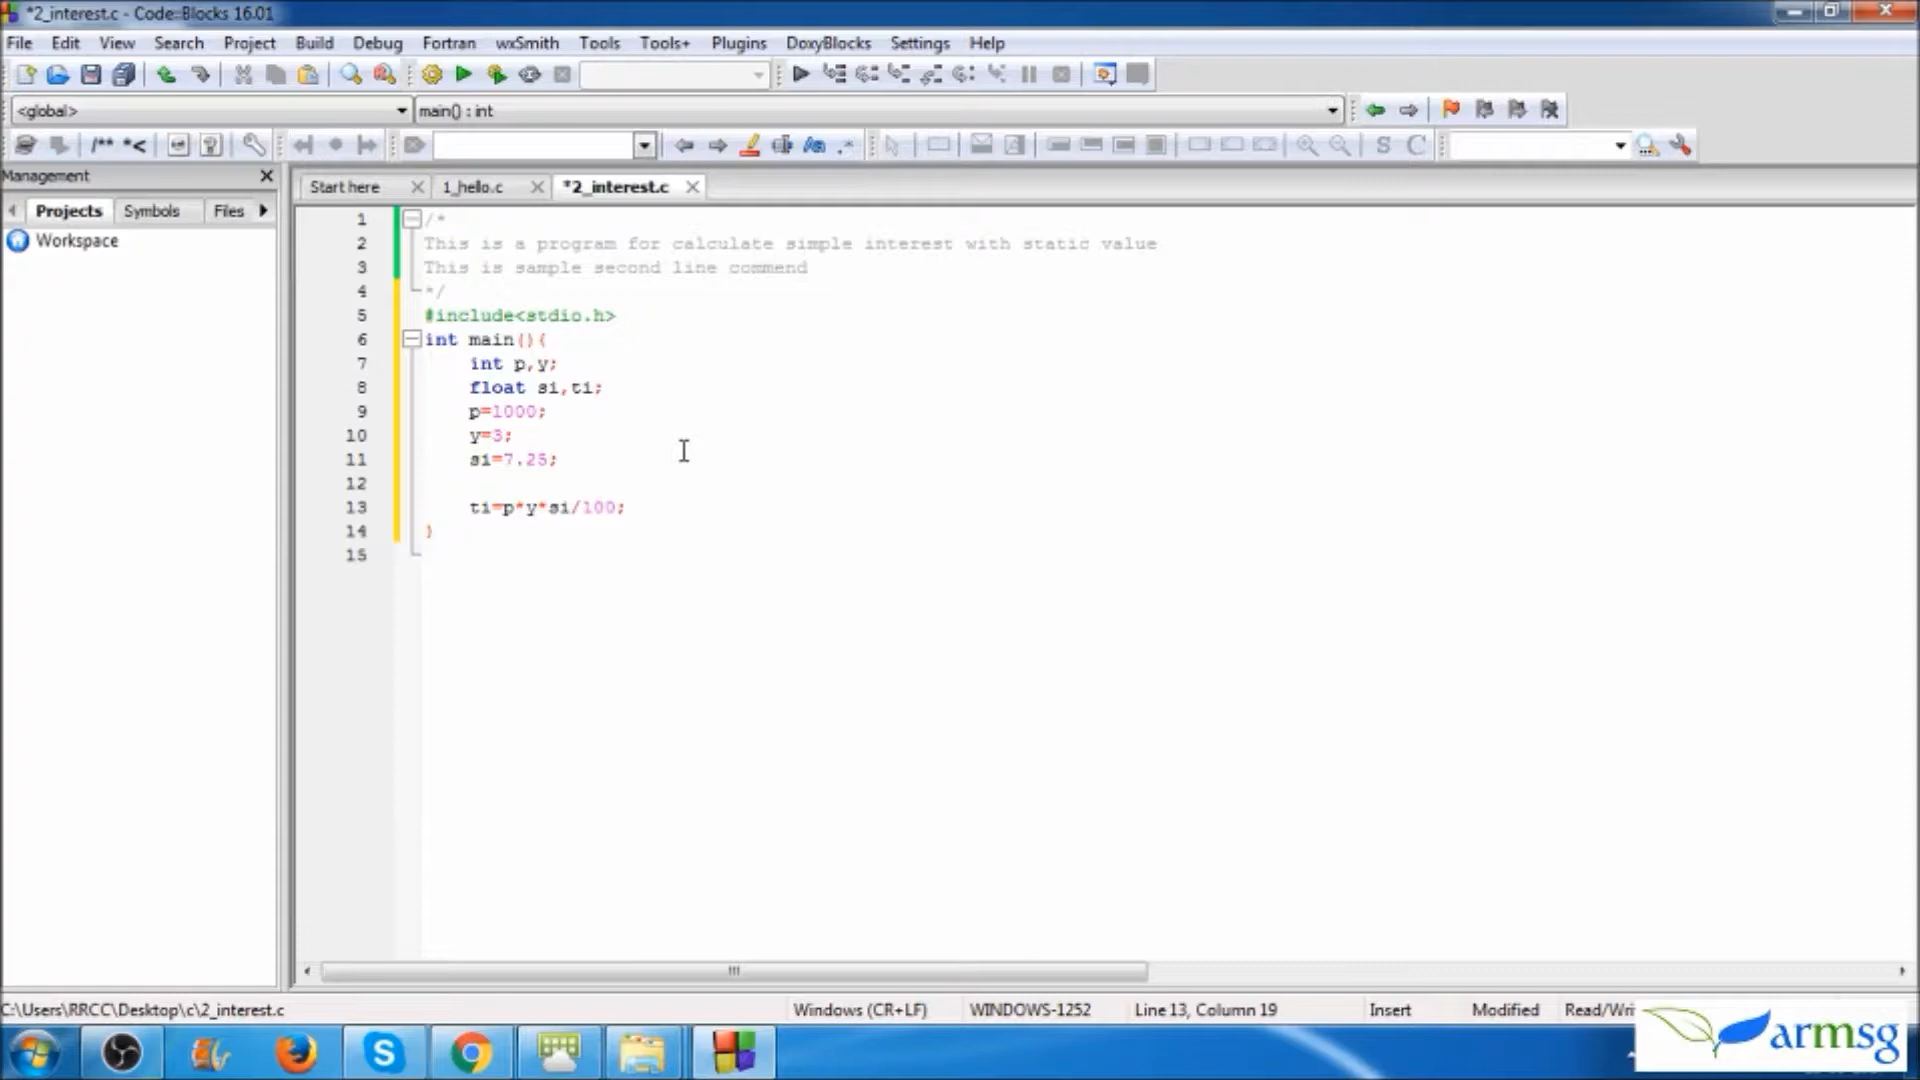 *2_interest.c - Code::Blocks 16.01
File Edit View Search Project Build Debug Fortran wxSmith Tools Tools+ Plugins DoxyBlocks Settings Help
<global> main() : int
/** *<
S C
Management
Start here 1_hello.c *2_interest.c
Projects Symbols Files
Workspace
1 /*
2 This is a program for calculate simple interest with static value
3 This is sample second line commend
4 */
5 #include<stdio.h>
6 int main(){
7 int p,y;
8 float si,ti;
9 p=1000;
10 y=3;
11 si=7.25;
12
13 ti=p*y*si/100;
14 }
15
C:\Users\RRCC\Desktop\c\2_interest.c Windows (CR+LF) WINDOWS-1252 Line 13, Column 19 Insert Modified Read/Wri
armsg